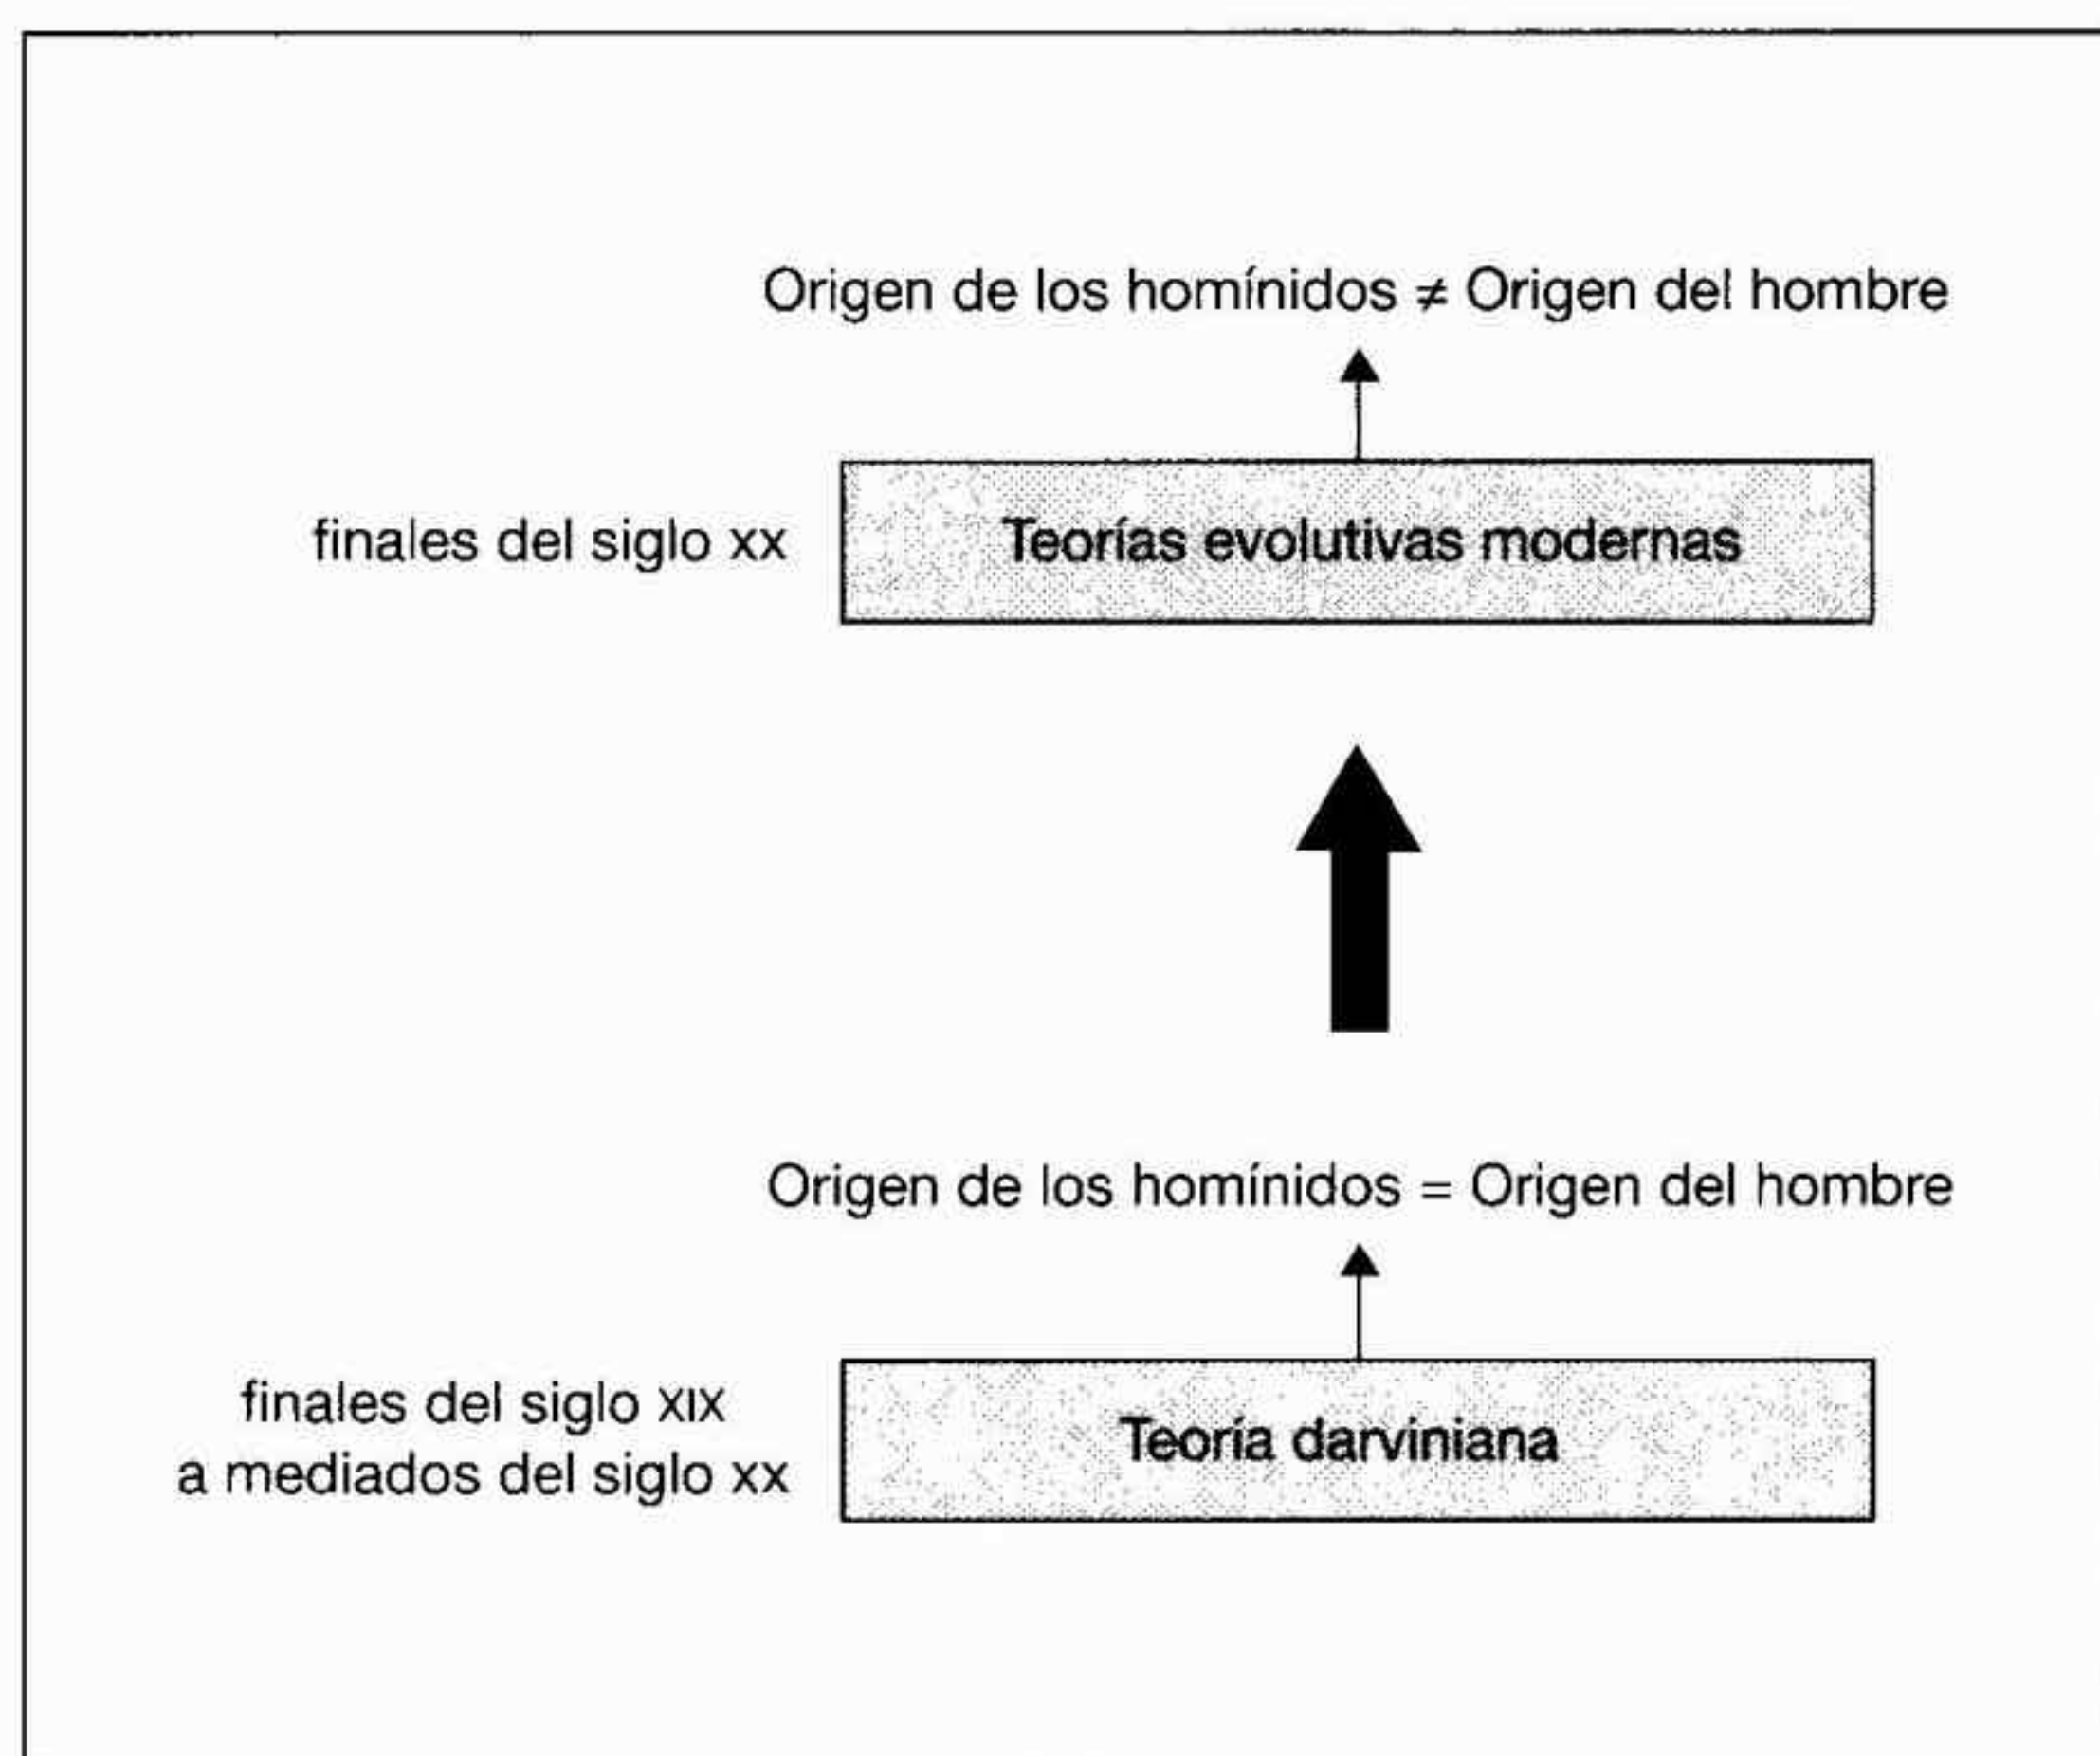 Origen de los homínidos ≠ Origen del hombre
finales del siglo xx
Teorías evolutivas modernas
Origen de los homínidos = Origen del hombre
finales del siglo xix
a mediados del siglo xx
Teoría darviniana